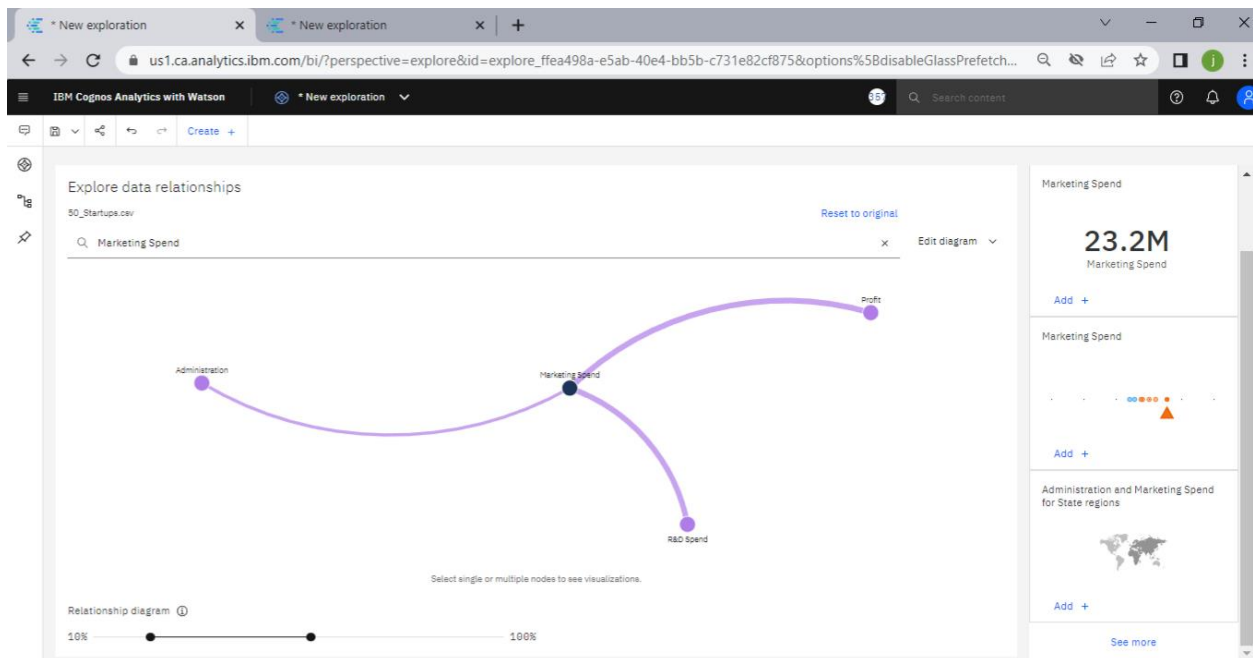 * New exploration
* New exploration
us1.ca.analytics.ibm.com/bi/?perspective=explore&id=explore_ffea498a-e5ab-40e4-bb5b-c731e82cf875&options%5BdisableGlassPrefetch...
j
IBM Cognos Analytics with Watson
* New exploration
Search content
Create +
Explore data relationships
50_Startups.csv
Reset to original
Marketing Spend
Edit diagram
Profit
Administration
Marketing Spend
R&D Spend
Select single or multiple nodes to see visualizations.
Relationship diagram
10%
100%
Marketing Spend
23.2M
Marketing Spend
Add +
Marketing Spend
Add +
Administration and Marketing Spend
for State regions
Add +
See more